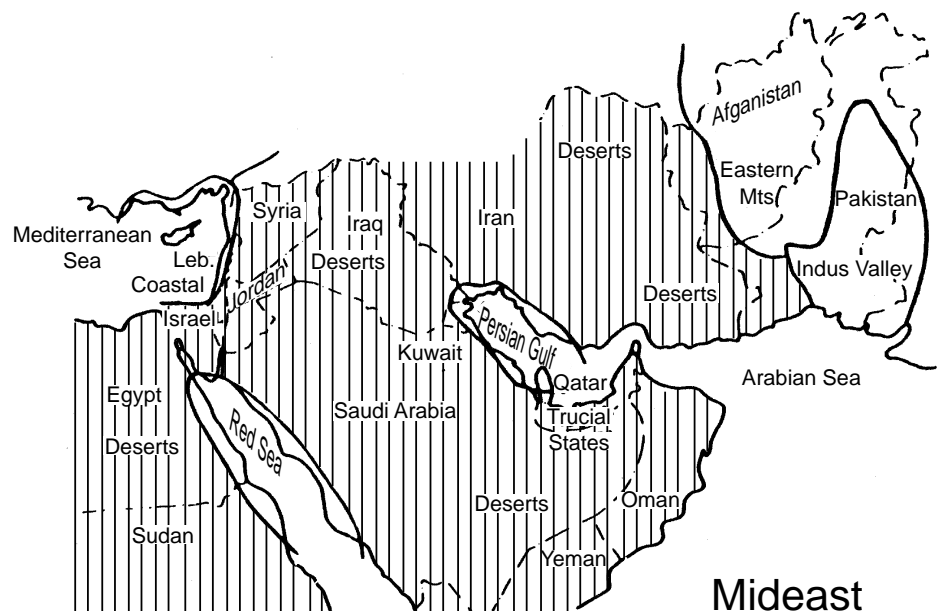 Afganistan
Deserts
Eastern
Mts.
Pakistan
Syria
Iraq
Iran
Mediterranean
Sea
Leb.
Coastal
Jordan
Deserts
Indus Valley
Deserts
Israel
Persian Gulf
Kuwait
Arabian Sea
Qatar
Egypt
Saudi Arabia
Trucial
States
Red Sea
Deserts
Deserts
Oman
Sudan
Yeman
Mideast